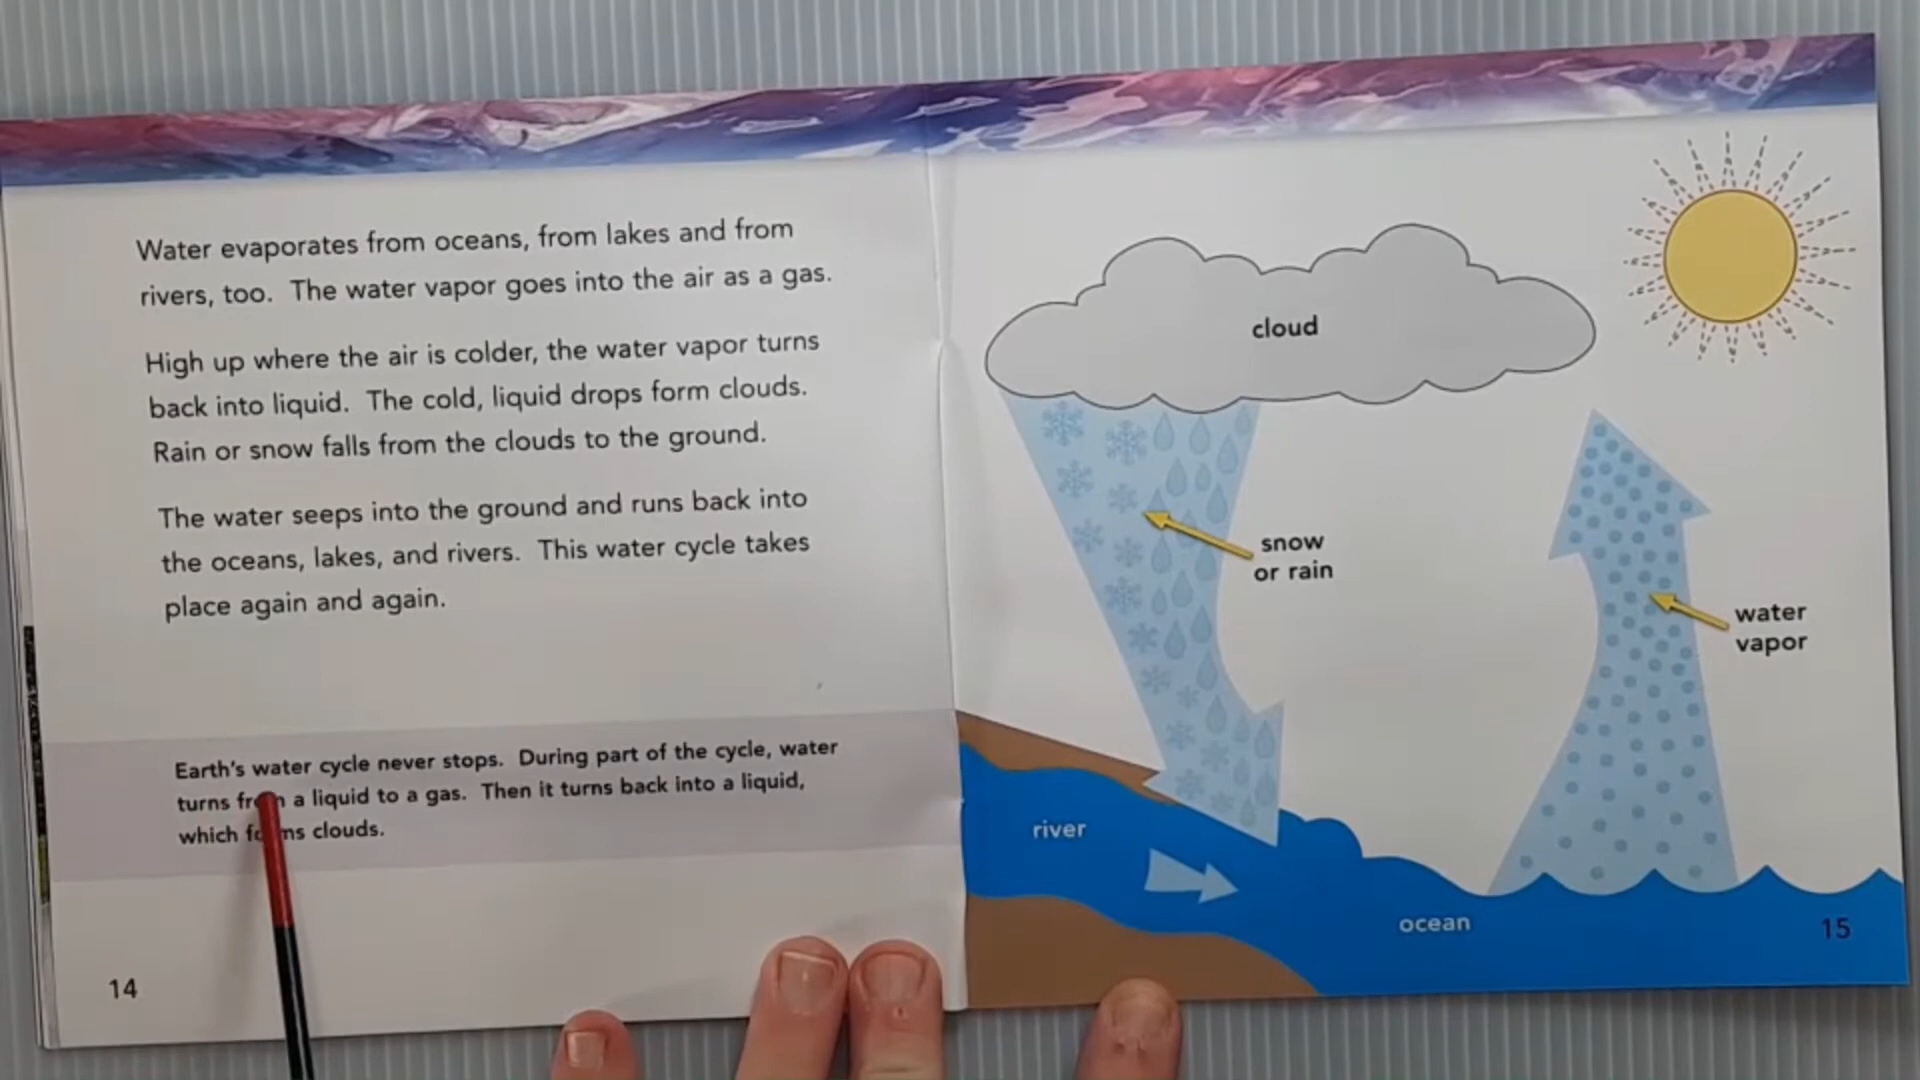 Water evaporates from oceans, from lakes and from
rivers, too. The water vapor goes into the air as a gas.
High up where the air is colder, the water vapor turns
back into liquid. The cold, liquid drops form clouds.
Rain or snow falls from the clouds to the ground.
The water seeps into the ground and runs back into
the oceans, lakes, and rivers. This water cycle takes
place again and again.
Earth's water cycle never stops. During part of the cycle, water
turns from a liquid to a gas. Then it turns back into a liquid,
which forms clouds.
14
cloud
snow
or rain
water
vapor
river
ocean
15